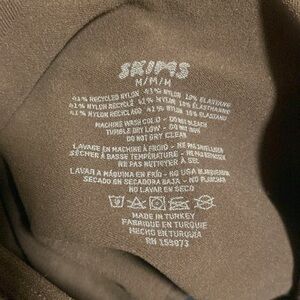 SKIMS
M/M/M
41% RECYCLED NYLON 41% NYLON 18% ELASTANE
41% NYLON RECYCLÉ 41% NYLON 18% ÉLASTHANNE
41% NYLON RECICLADO 41% NYLON 18% ELASTANO
MACHINE WASH COLD - DO NOT BLEACH
TUMBLE DRY LOW - DO NOT IRON
DO NOT DRY CLEAN
LAVAGE EN MACHINE À FROID - NE PAS JAVELLISER
SÉCHER À BASSE TEMPÉRATURE - NE PAS REPASSER
NE PAS NETTOYER À SEC
LAVAR A MÁQUINA EN FRÍO - NO USA BLANQUEADOR
SECADO EN SECADORA BAJA - NO PLANCHAR
NO LAVAR EN SECO
MADE IN TURKEY
FABRIQUÉ EN TURQUIE
HECHO EN TURQUÍA
RN 159873